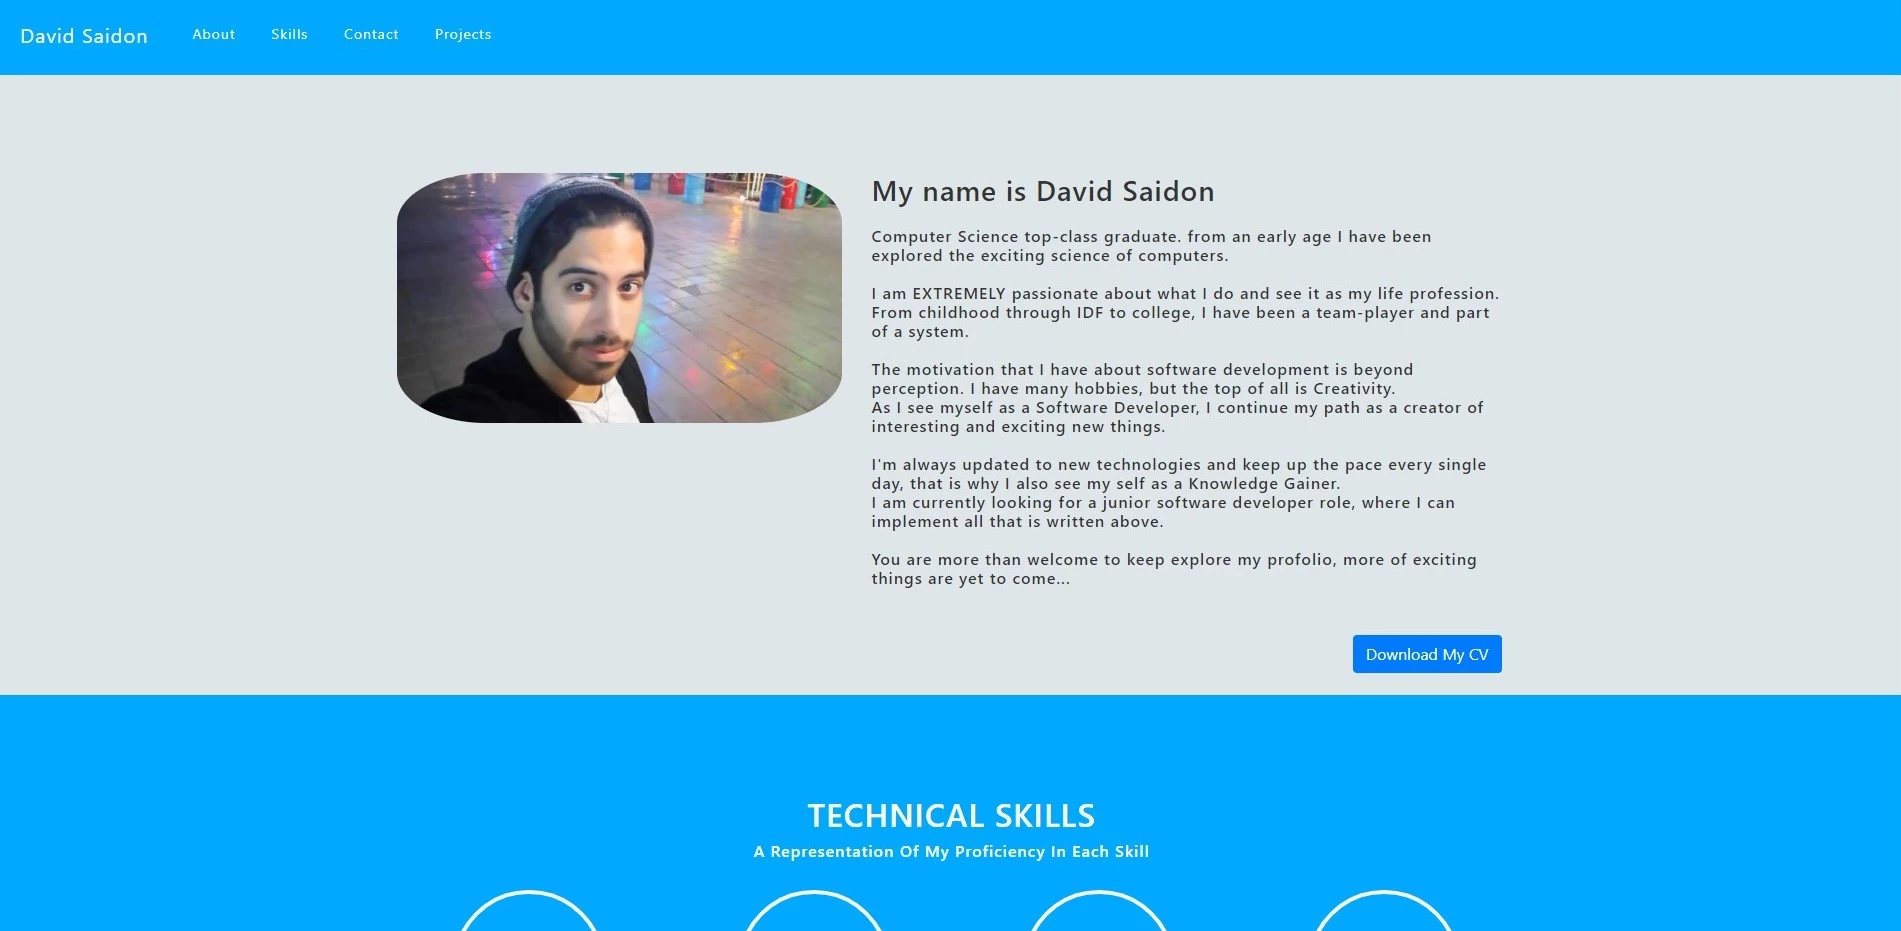 David Saidon
About
Skills
Contact
Projects
My name is David Saidon
Computer Science top-class graduate. from an early age I have been
explored the exciting science of computers.
I am EXTREMELY passionate about what I do and see it as my life profession.
From childhood through IDF to college, I have been a team-player and part
of a system.
The motivation that I have about software development is beyond
perception. I have many hobbies, but the top of all is Creativity.
As I see myself as a Software Developer, I continue my path as a creator of
interesting and exciting new things.
I'm always updated to new technologies and keep up the pace every single
day, that is why I also see my self as a Knowledge Gainer.
I am currently looking for a junior software developer role, where I can
implement all that is written above.
You are more than welcome to keep explore my profolio, more of exciting
things are yet to come...
Download My CV
TECHNICAL SKILLS
A Representation Of My Proficiency In Each Skill